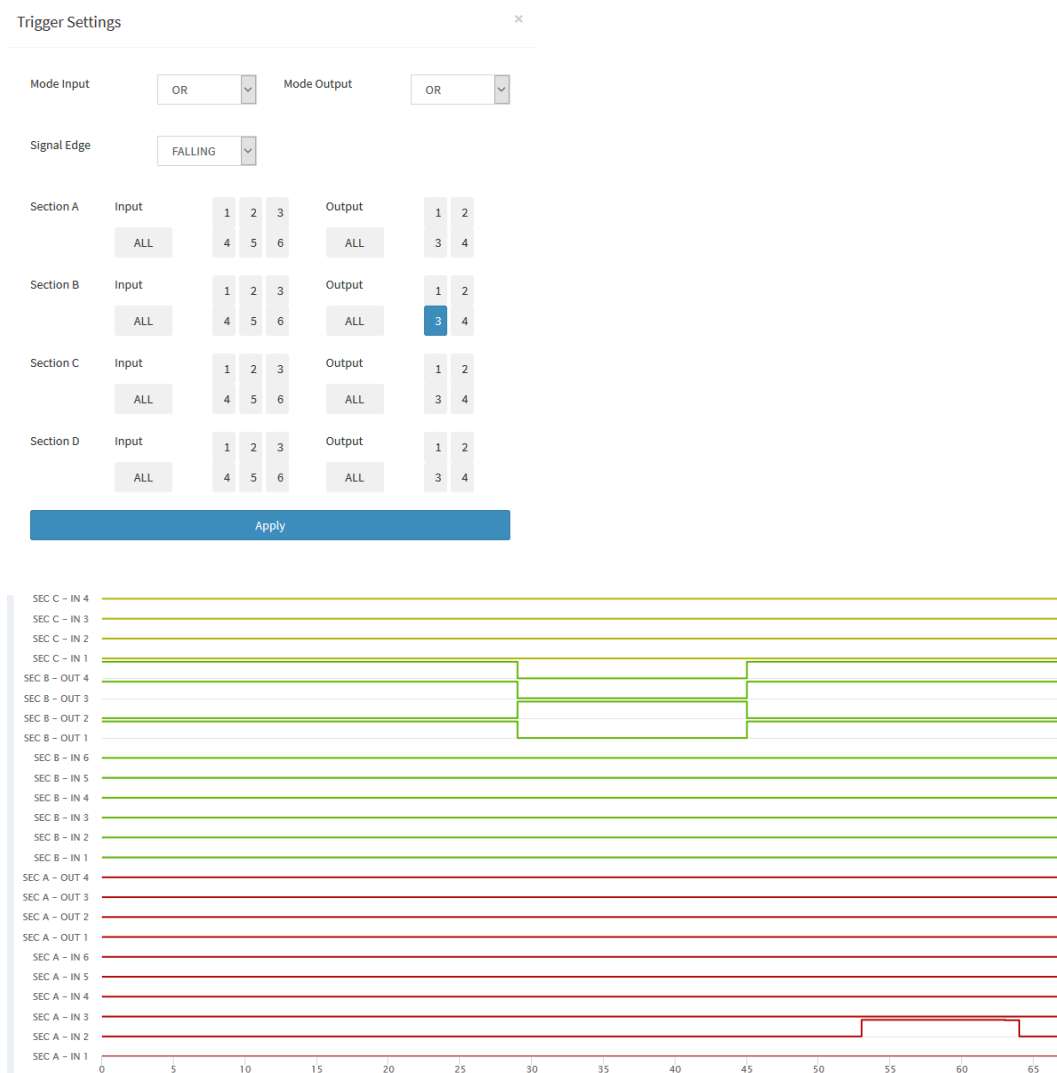 Trigger Settings ×
Mode Input OR Mode Output OR
Signal Edge FALLING
Section A Input 1 2 3 Output 1 2
ALL 4 5 6 ALL 3 4
Section B Input 1 2 3 Output 1 2
ALL 4 5 6 ALL 3 4
Section C Input 1 2 3 Output 1 2
ALL 4 5 6 ALL 3 4
Section D Input 1 2 3 Output 1 2
ALL 4 5 6 ALL 3 4
Apply
SEC C - IN 4
SEC C - IN 3
SEC C - IN 2
SEC C - IN 1
SEC B - OUT 4
SEC B - OUT 3
SEC B - OUT 2
SEC B - OUT 1
SEC B - IN 6
SEC B - IN 5
SEC B - IN 4
SEC B - IN 3
SEC B - IN 2
SEC B - IN 1
SEC A - OUT 4
SEC A - OUT 3
SEC A - OUT 2
SEC A - OUT 1
SEC A - IN 6
SEC A - IN 5
SEC A - IN 4
SEC A - IN 3
SEC A - IN 2
SEC A - IN 1
0 5 10 15 20 25 30 35 40 45 50 55 60 65